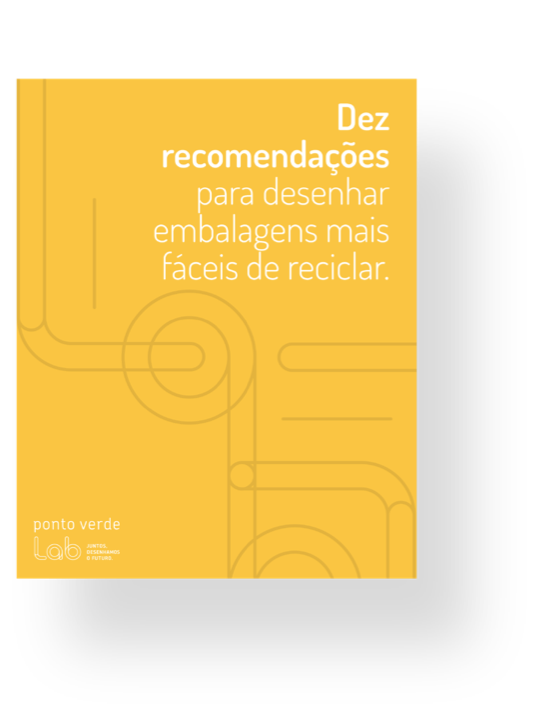 Dez
recomendações
para desenhar
embalagens mais
fáceis de reciclar.
ponto verde
Lab
JUNTOS,
DESENHAMOS
O FUTURO.